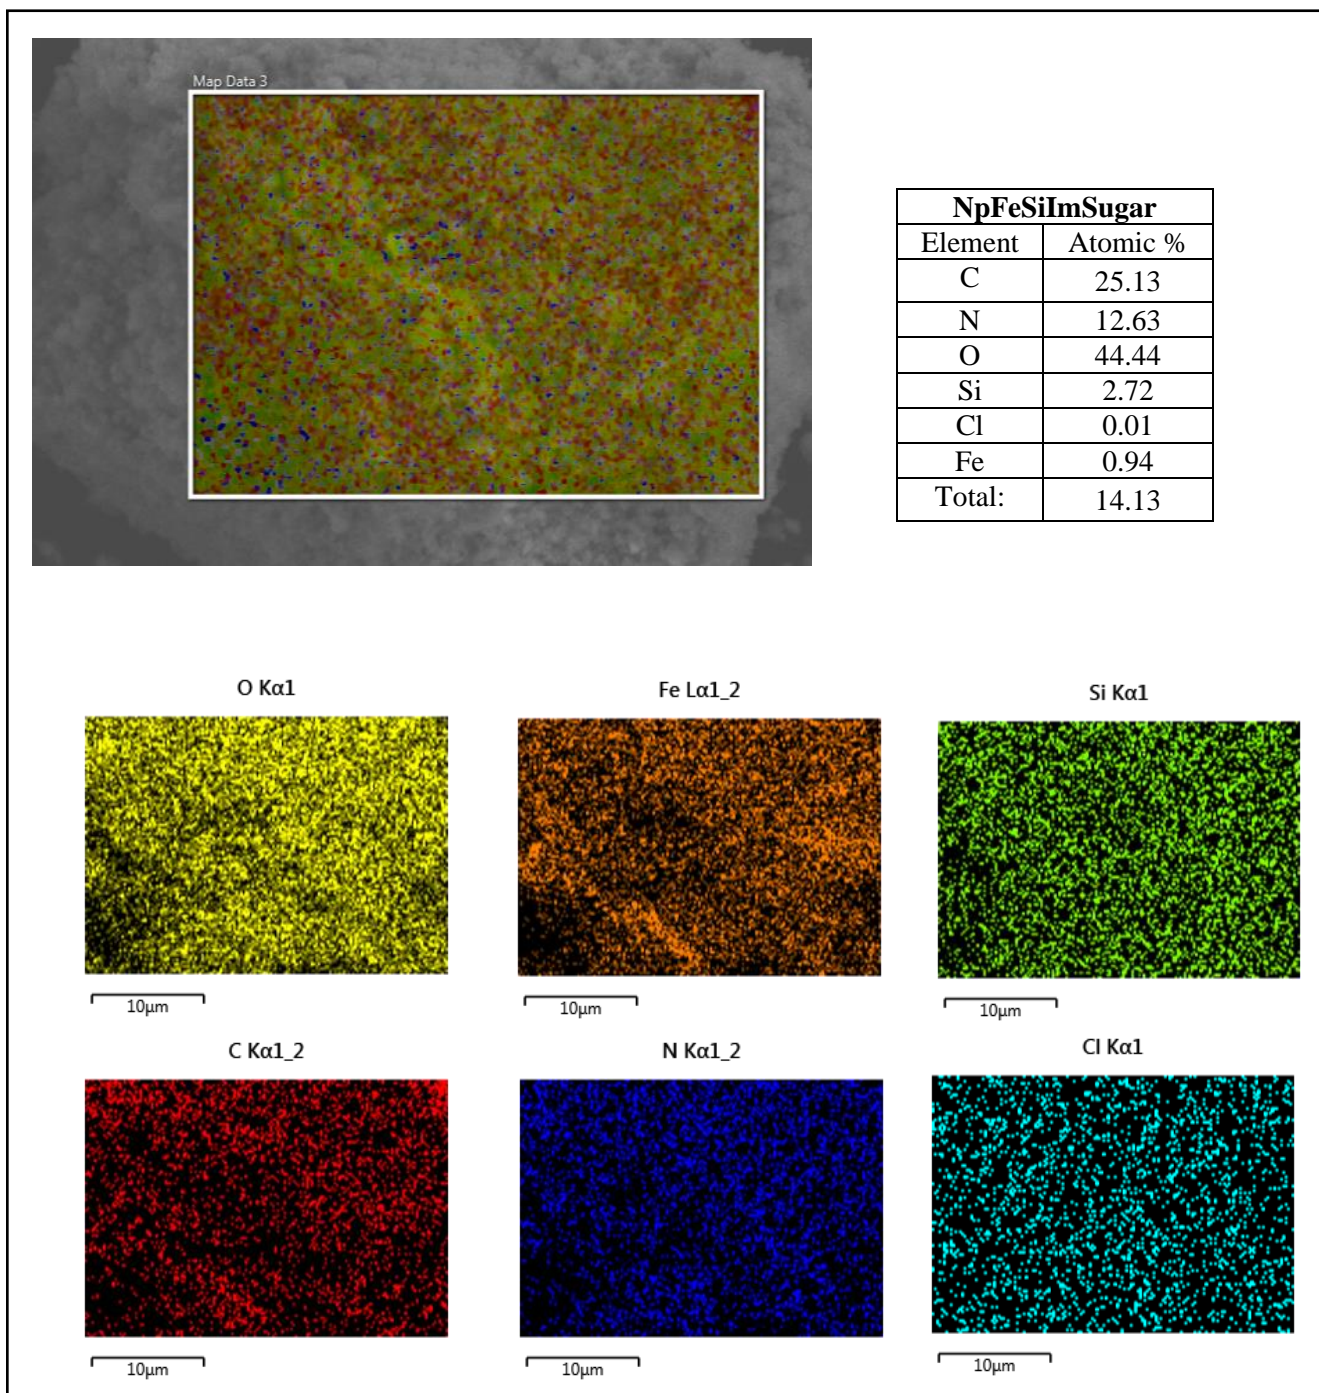 Map Data 3
NpFeSiImSugar
Element Atomic %
C 25.13
N 12.63
O 44.44
Si 2.72
Cl 0.01
Fe 0.94
Total: 14.13
O Kα1 Fe Lα1_2 Si Kα1
10μm 10μm 10μm
C Kα1_2 N Kα1_2 Cl Kα1
10μm 10μm 10μm